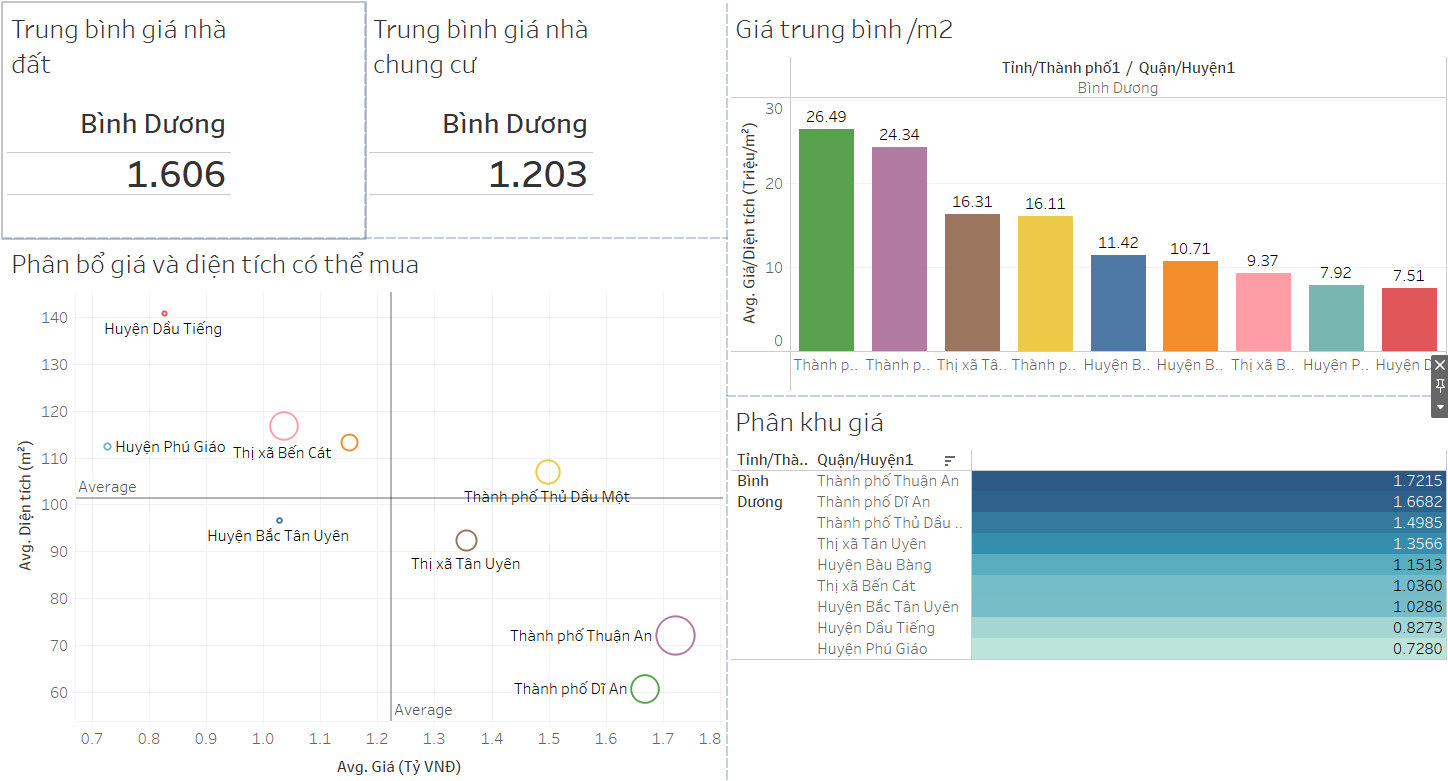 Trung bình giá nhà
đất
Bình Dương
1.606
Trung bình giá nhà
chung cư
Bình Dương
1.203
Giá trung bình /m2
Tỉnh/Thành phố1 / Quận/Huyện1
Bình Dương
Avg. Giá/Diện tích (Triệu/m²)
30
20
10
0
26.49
24.34
16.31
16.11
11.42
10.71
9.37
7.92
7.51
Thành p..
Thành p..
Thị xã Tâ..
Thành p..
Huyện B..
Huyện B..
Thị xã B..
Huyện P..
Huyện D
Phân bổ giá và diện tích có thể mua
Avg. Diện tích (m²)
140
130
120
110
100
90
80
70
60
Huyện Dầu Tiếng
Huyện Phú Giáo
Thị xã Bến Cát
Average
Thành phố Thủ Dầu Một
Huyện Bắc Tân Uyên
Thị xã Tân Uyên
Thành phố Thuận An
Thành phố Dĩ An
Average
0.7
0.8
0.9
1.0
1.1
1.2
1.3
1.4
1.5
1.6
1.7
1.8
Avg. Giá (Tỷ VNĐ)
Phân khu giá
Tỉnh/Thà.. Quận/Huyện1
Bình Dương
Thành phố Thuận An 1.7215
Thành phố Dĩ An 1.6682
Thành phố Thủ Dầu .. 1.4985
Thị xã Tân Uyên 1.3566
Huyện Bàu Bàng 1.1513
Thị xã Bến Cát 1.0360
Huyện Bắc Tân Uyên 1.0286
Huyện Dầu Tiếng 0.8273
Huyện Phú Giáo 0.7280